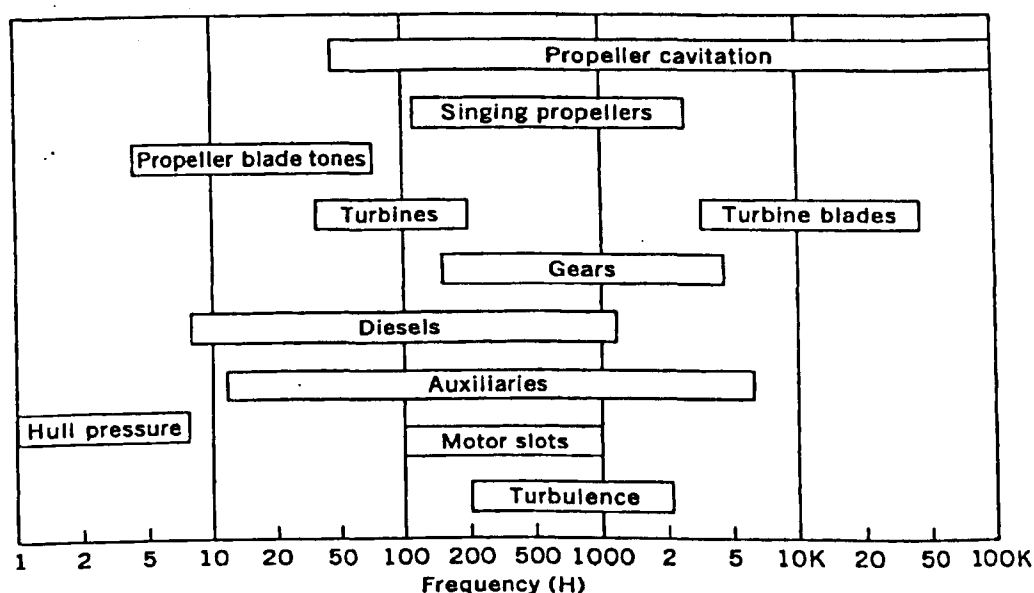 Propeller cavitation
Singing propellers
Propeller blade tones
Turbines Turbine blades
Gears
Diesels
Auxiliaries
Hull pressure
Motor slots
Turbulence
1 2 5 10 20 50 100 200 500 1000 2 5 10K 20 50 100K
Frequency (H)